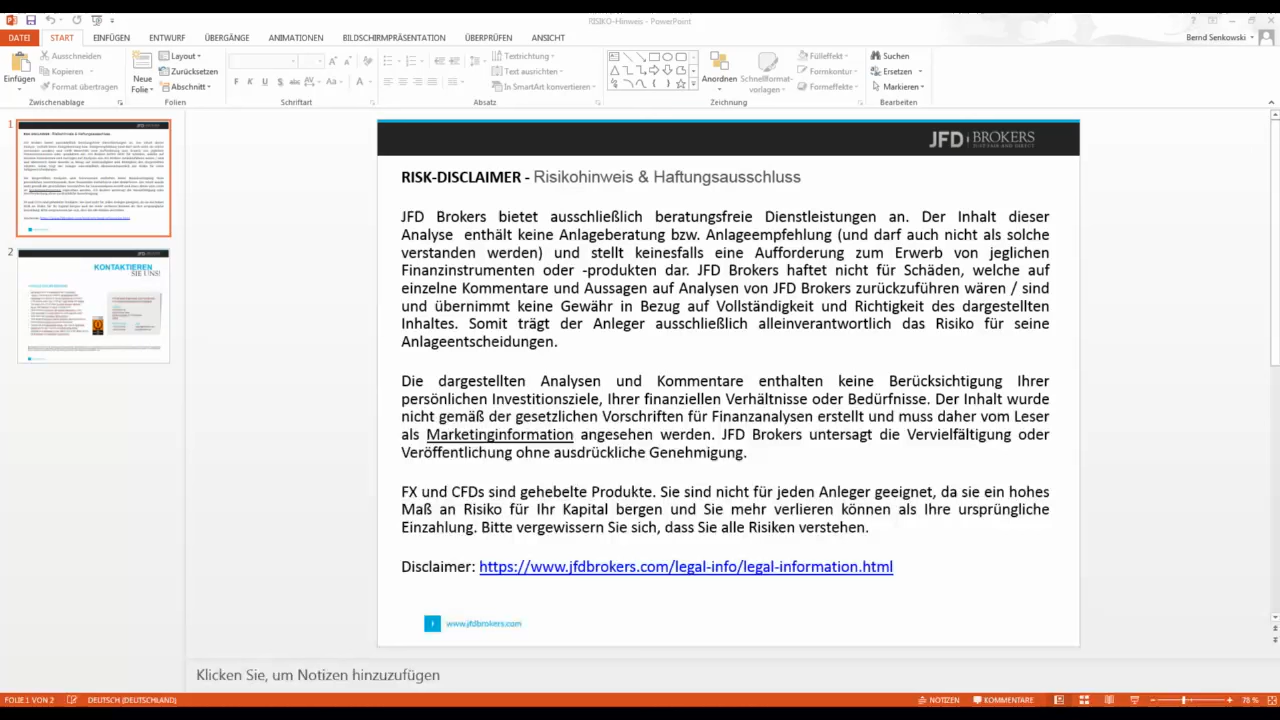 RISIKO-Hinweis - PowerPoint
DATEI START EINFÜGEN ENTWURF ÜBERGÄNGE ANIMATIONEN BILDSCHIRMPRÄSENTATION ÜBERPRÜFEN ANSICHT Bernd Senkowski
Einfügen
Ausschneiden
Kopieren
Format übertragen
Zwischenablage
Neue
Folie
Layout
Zurücksetzen
Abschnitt
Folien
F K U S abc AV Aa A
Schriftart
Textrichtung
Text ausrichten
In SmartArt konvertieren
Absatz
Anordnen
Schnellformat-
vorlagen
Fülleffekt
Formkontur
Formeffekte
Zeichnung
Suchen
Ersetzen
Markieren
Bearbeiten
1
2
KONTAKTIEREN
SIE UNS!
JFD BROKERS
RISK-DISCLAIMER - Risikohinweis & Haftungsausschluss
JFD Brokers bietet ausschließlich beratungsfreie Dienstleistungen an. Der Inhalt dieser
Analyse enthält keine Anlageberatung bzw. Anlageempfehlung (und darf auch nicht als solche
verstanden werden) und stellt keinesfalls eine Aufforderung zum Erwerb von jeglichen
Finanzinstrumenten oder -produkten dar. JFD Brokers haftet nicht für Schäden, welche auf
einzelne Kommentare und Aussagen auf Analysen von JFD Brokers zurückzuführen wären / sind
und übernimmt keine Gewähr in Bezug auf Vollständigkeit und Richtigkeit des dargestellten
Inhaltes. Somit trägt der Anleger ausschließlich alleinverantwortlich das Risiko für seine
Anlageentscheidungen.
Die dargestellten Analysen und Kommentare enthalten keine Berücksichtigung Ihrer
persönlichen Investitionsziele, Ihrer finanziellen Verhältnisse oder Bedürfnisse. Der Inhalt wurde
nicht gemäß der gesetzlichen Vorschriften für Finanzanalysen erstellt und muss daher vom Leser
als Marketinginformation angesehen werden. JFD Brokers untersagt die Vervielfältigung oder
Veröffentlichung ohne ausdrückliche Genehmigung.
FX und CFDs sind gehebelte Produkte. Sie sind nicht für jeden Anleger geeignet, da sie ein hohes
Maß an Risiko für Ihr Kapital bergen und Sie mehr verlieren können als Ihre ursprüngliche
Einzahlung. Bitte vergewissern Sie sich, dass Sie alle Risiken verstehen.
Disclaimer: https://www.jfdbrokers.com/legal-info/legal-information.html
www.jfdbrokers.com
Klicken Sie, um Notizen hinzuzufügen
FOLIE 1 VON 2 DEUTSCH (DEUTSCHLAND) NOTIZEN KOMMENTARE 78 %